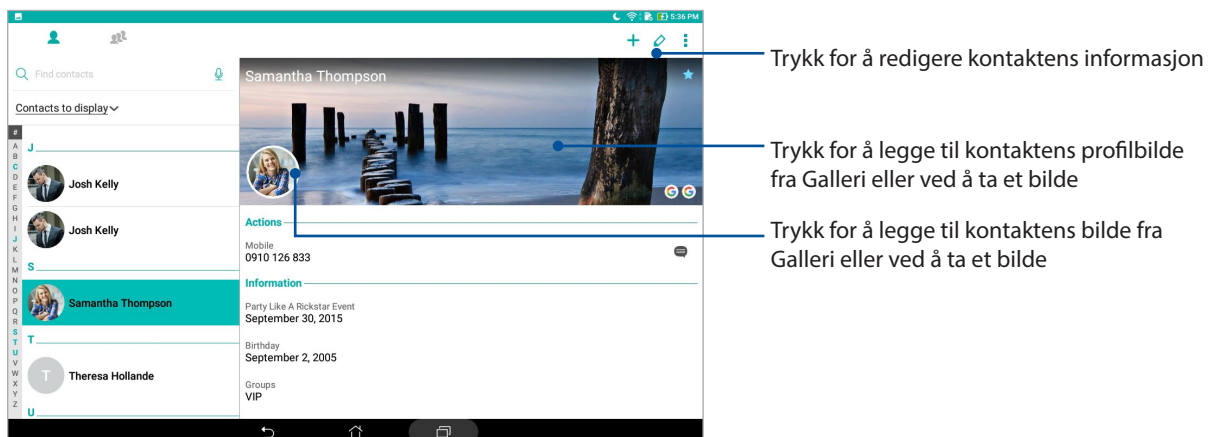 5:36 PM
Find contacts
Contacts to display
#
A
B
C
D
E
F
G
H
I
J
K
L
M
N
O
P
Q
R
S
T
U
V
W
X
Y
Z
J
Josh Kelly
Josh Kelly
S
Samantha Thompson
T
T
Theresa Hollande
U
Samantha Thompson
G G
Actions
Mobile
0910 126 833
Information
Party Like A Rickstar Event
September 30, 2015
Birthday
September 2, 2005
Groups
VIP
Trykk for å redigere kontaktens informasjon
Trykk for å legge til kontaktens profilbilde
fra Galleri eller ved å ta et bilde
Trykk for å legge til kontaktens bilde fra
Galleri eller ved å ta et bilde